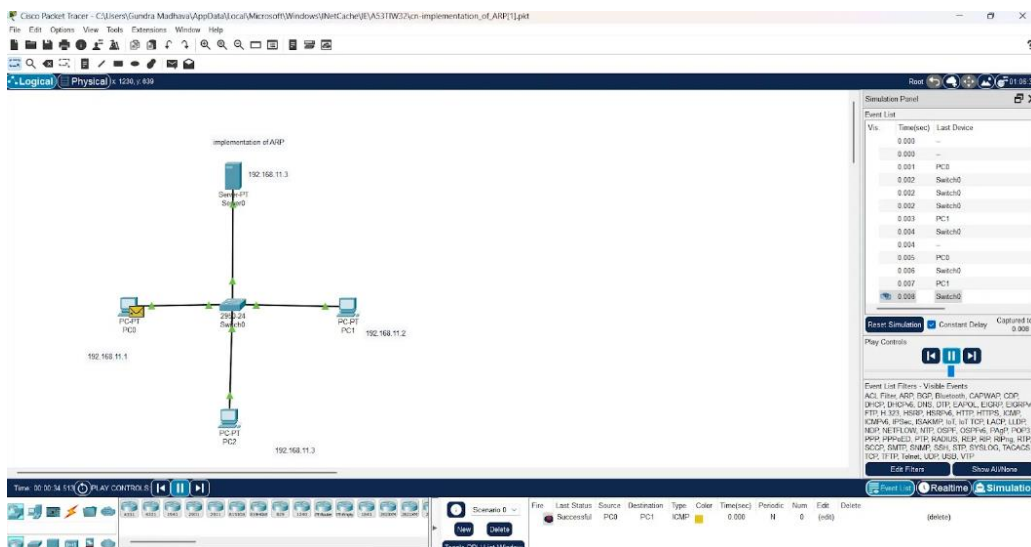 Cisco Packet Tracer - C:\Users\Gundra Madhava\AppData\Local\Microsoft\Windows\INetCache\IE\A53TIW32\cn-implementation_of_ARP[1].pkt
File Edit Options View Tools Extensions Window Help
Logical Physical x: 1230, y: 639
Root
implementation of ARP
192.168.11.3
Server-PT
Server0
PC-PT
PC0
192.168.11.1
2950-24
Switch0
PC-PT
PC1
192.168.11.2
PC-PT
PC2
192.168.11.3
Simulation Panel
Event List
Vis. Time(sec) Last Device
0.000 --
0.000 --
0.001 PC0
0.002 Switch0
0.002 Switch0
0.002 Switch0
0.003 PC1
0.004 Switch0
0.004 --
0.005 PC0
0.006 Switch0
0.007 PC1
0.008 Switch0
Reset Simulation Constant Delay Captured to
0.008
Play Controls
Event List Filters - Visible Events
ACL Filter, ARP, BGP, Bluetooth, CAPWAP, CDP,
DHCP, DHCPv6, DNS, DTP, EAPOL, EIGRP, EIGRPv
FTP, H.323, HSRP, HSRPv6, HTTP, HTTPS, ICMP,
ICMPv6, IPSec, ISAKMP, IoT, IoT TCP, LACP, LLDP,
NDP, NETFLOW, NTP, OSPF, OSPFv6, PAgP, POP3,
PPP, PPPoED, PTP, RADIUS, REP, RIP, RIPng, RTP,
SCCP, SMTP, SNMP, SSH, STP, SYSLOG, TACACS
TCP, TFTP, Telnet, UDP, USB, VTP
Edit Filters Show All/None
Time: 00:00:34.513 PLAY CONTROLS:
Event List Realtime Simulatio
Scenario 0
New Delete
Toggle PDU List Window
Fire Last Status Source Destination Type Color Time(sec) Periodic Num Edit Delete
Successful PC0 PC1 ICMP 0.000 N 0 (edit) (delete)